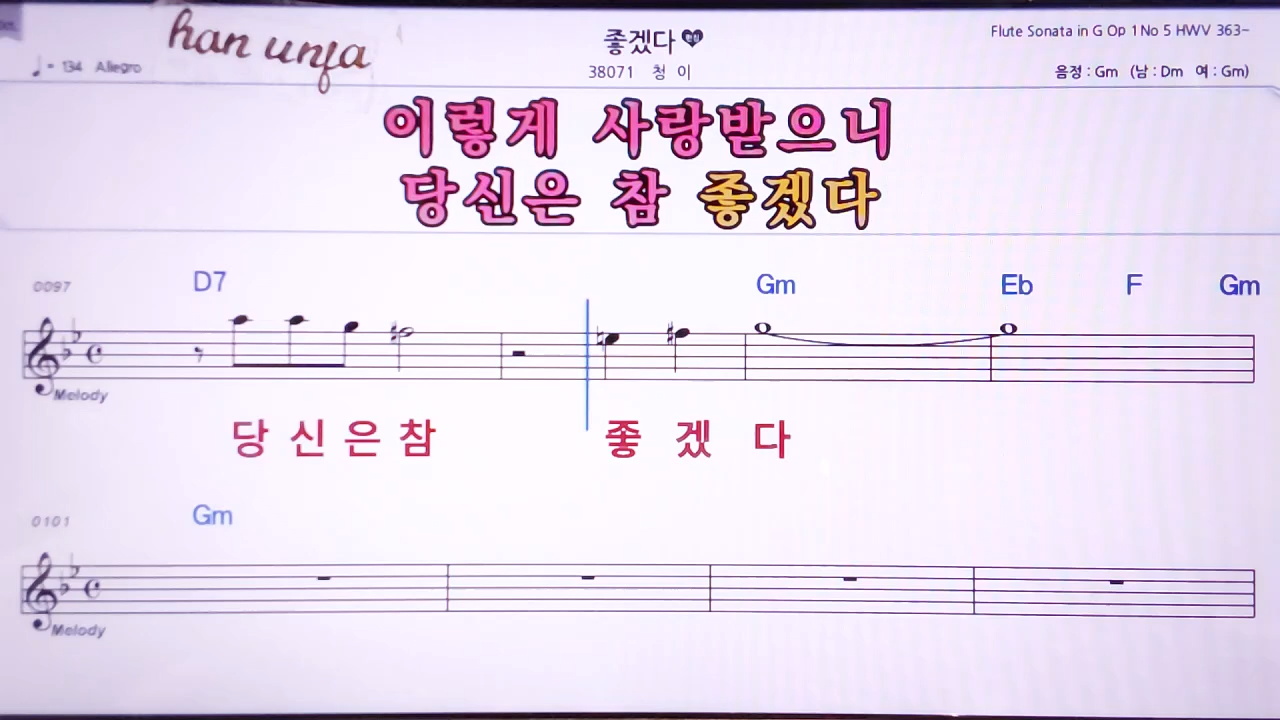 han unja
좋겠다
Flute Sonata in G Op 1 No 5 HWV 363-
♩= 134 Allegro
38071 청 이
음정 : Gm (남 : Dm 여 : Gm)
이렇게 사랑받으니
당신은 참 좋겠다
0097 D7 Gm Eb F Gm
Melody
당 신 은 참 좋 겠 다
0101 Gm
Melody